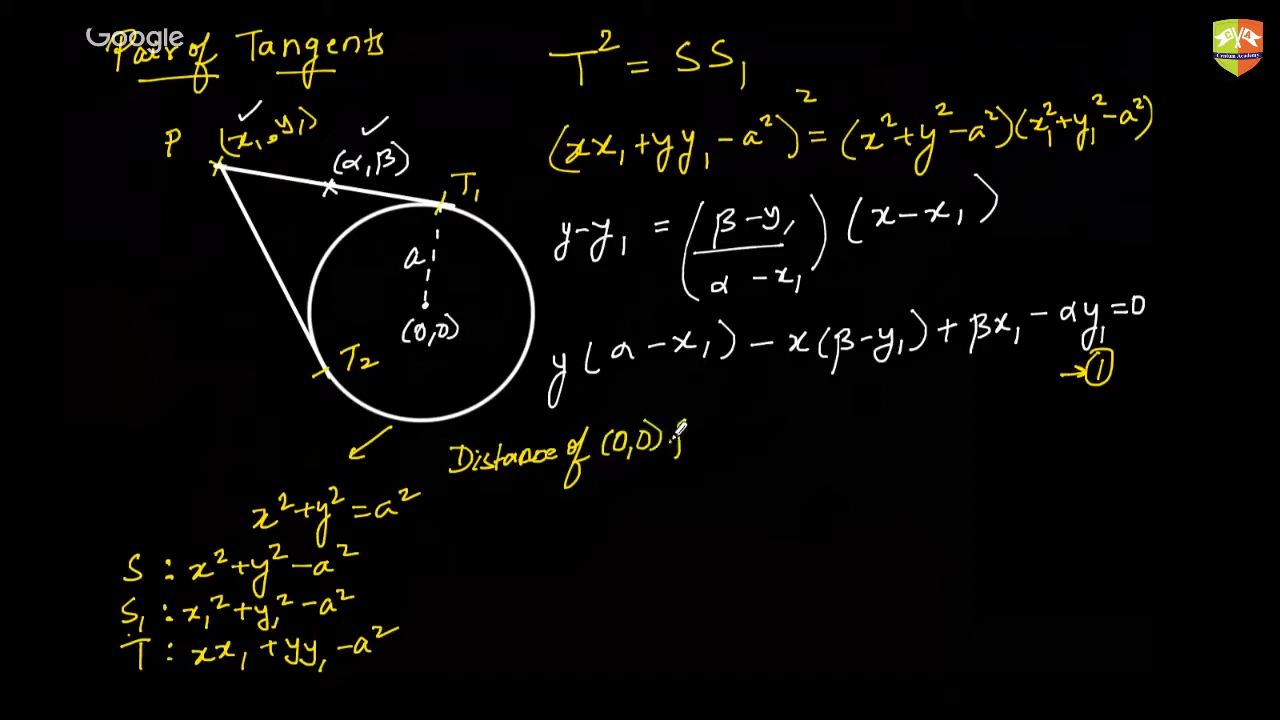 Google
Pair of Tangents
T² = SS₁
P (x₁, y₁)
(α, β)
T₁
a
(0,0)
T₂
(xx₁ + yy₁ - a²)² = (x² + y² - a²)(x₁² + y₁² - a²)
y - y₁ = (β - y₁ / α - x₁) (x - x₁)
y(α - x₁) - x(β - y₁) + βx₁ - αy₁ = 0
→ ①
Distance of (0,0) f
x² + y² = a²
S : x² + y² - a²
S₁ : x₁² + y₁² - a²
T : xx₁ + yy₁ - a²